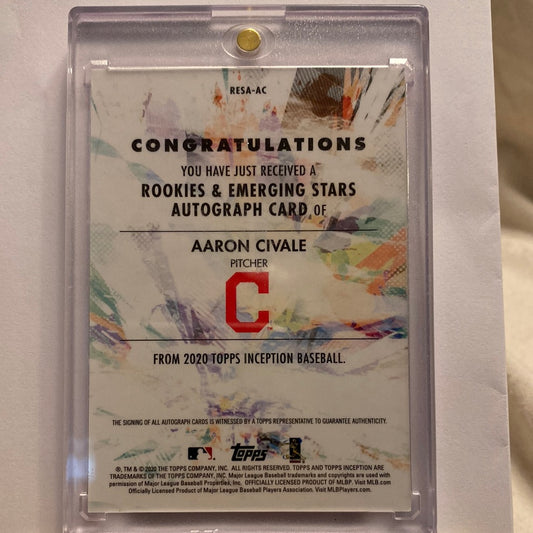 RESA-AC
CONGRATULATIONS
YOU HAVE JUST RECEIVED A
ROOKIES & EMERGING STARS
AUTOGRAPH CARD OF
AARON CIVALE
PITCHER
C
FROM 2020 TOPPS INCEPTION BASEBALL.
THE SIGNING OF ALL AUTOGRAPH CARDS IS WITNESSED BY A TOPPS REPRESENTATIVE TO GUARANTEE AUTHENTICITY.
topps
®, TM & © 2020 THE TOPPS COMPANY, INC. ALL RIGHTS RESERVED. TOPPS AND TOPPS INCEPTION ARE
TRADEMARKS OF THE TOPPS COMPANY, INC. Major League Baseball trademarks and copyrights are used with
permission of Major League Baseball Properties, Inc. OFFICIALLY LICENSED PRODUCT OF MLBP. Visit MLB.com
Officially Licensed Product of Major League Baseball Players Association. Visit MLBPlayers.com.